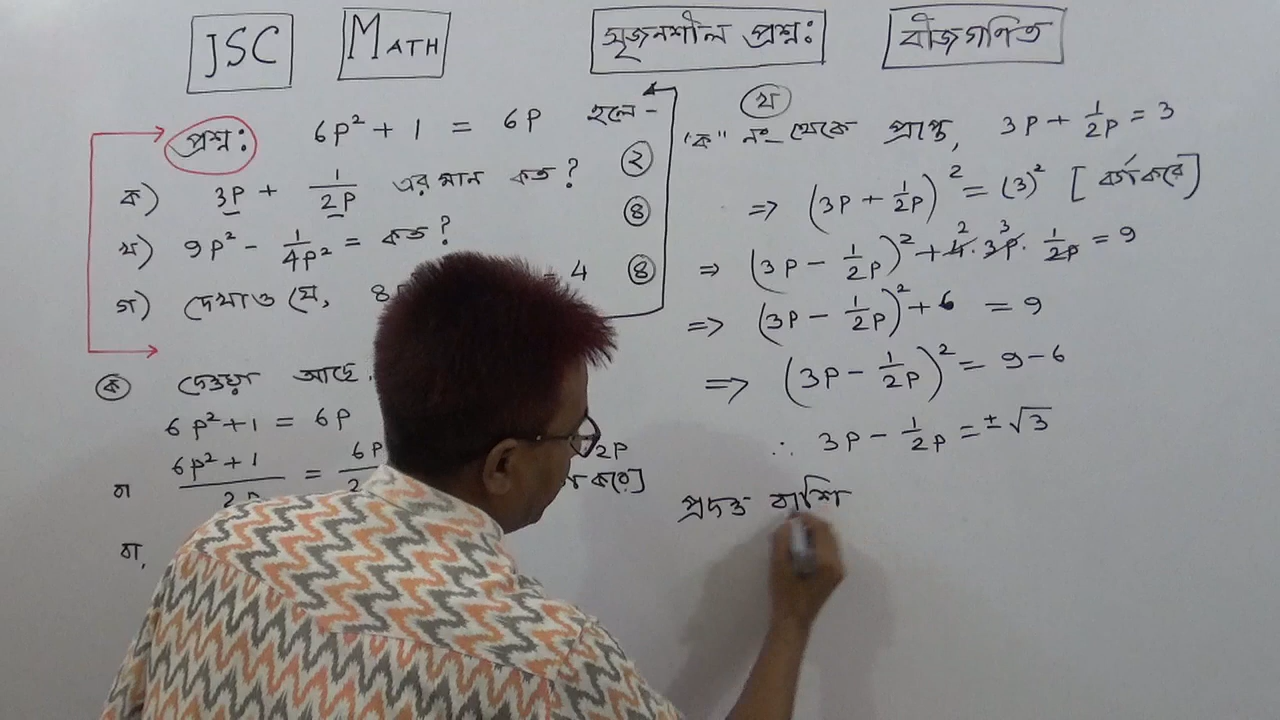 JSC MATH সৃজনশীল প্রশ্ন: বীজগণিত
প্রশ্ন: 6p² + 1 = 6p হলে-
ক) 3p + 1/2p এর মান কত? ২
খ) 9p² - 1/4p² = কত? ৪
গ) দেখাও যে, 8 = 4 ৪
ক দেওয়া আছে.
6p²+1 = 6p
বা 6p²+1/2p = 6p/2 2p করে]
বা,
খ
"ক" নং থেকে প্রাপ্ত, 3p + 1/2p = 3
=> (3p + 1/2p)² = (3)² [বর্গ করে]
=> (3p - 1/2p)² + 4. 3p. 1/2p = 9
=> (3p - 1/2p)² + 6 = 9
=> (3p - 1/2p)² = 9-6
∴ 3p - 1/2p = ±√3
প্রদত্ত রাশি